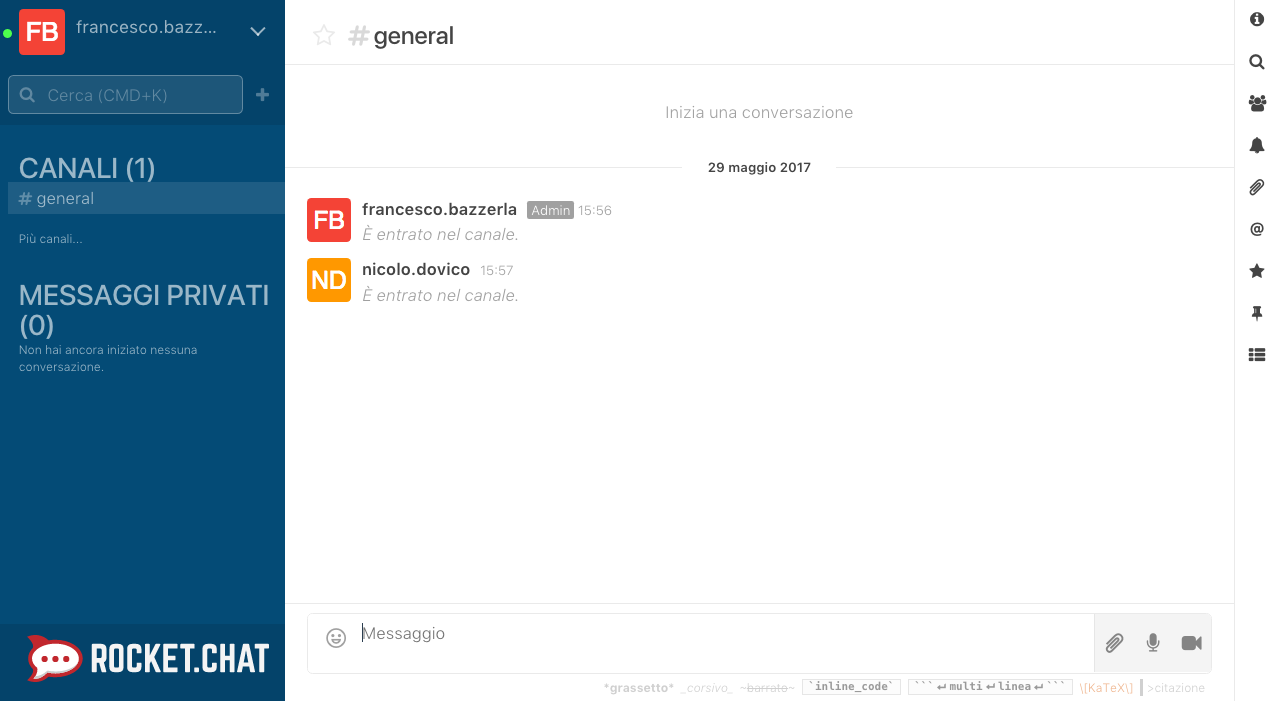 FB
francesco.bazz...
Cerca (CMD+K)
CANALI (1)
# general
Più canali...
MESSAGGI PRIVATI
(0)
Non hai ancora iniziato nessuna
conversazione.
ROCKET.CHAT
#general
Inizia una conversazione
29 maggio 2017
FB
francesco.bazzerla Admin 15:56
È entrato nel canale.
ND
nicolo.dovico 15:57
È entrato nel canale.
Messaggio
*grassetto* _corsivo_ ~barrato~ `inline_code` ```↵multi↵linea↵``` \[KaTeX\] >citazione
@